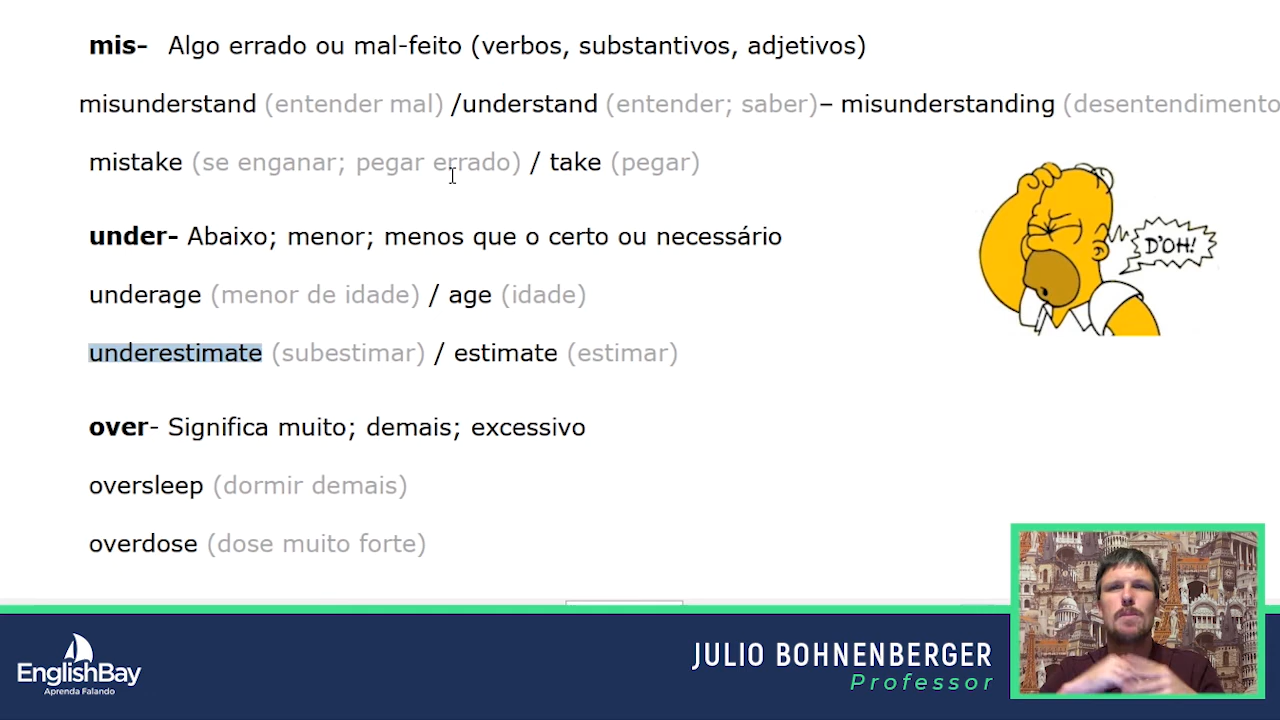 mis- Algo errado ou mal-feito (verbos, substantivos, adjetivos)
misunderstand (entender mal) /understand (entender; saber)– misunderstanding (desentendimento
mistake (se enganar; pegar errado) / take (pegar)
D'OH!
under- Abaixo; menor; menos que o certo ou necessário
underage (menor de idade) / age (idade)
underestimate (subestimar) / estimate (estimar)
over- Significa muito; demais; excessivo
oversleep (dormir demais)
overdose (dose muito forte)
EnglishBay
Aprenda Falando
JULIO BOHNENBERGER
Professor